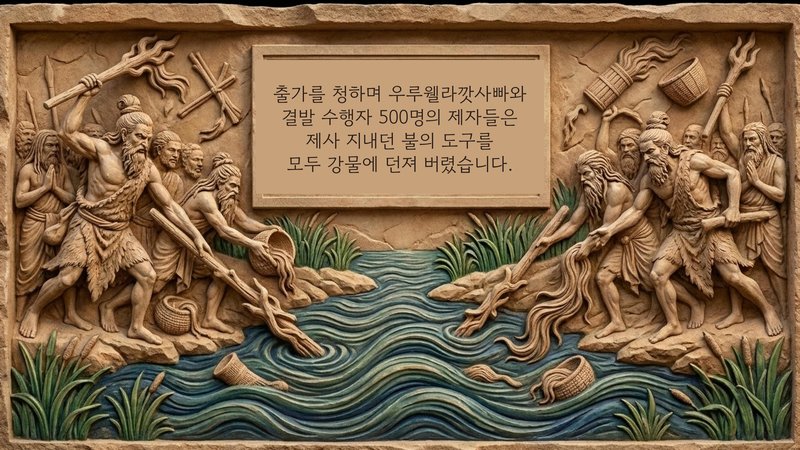 출가를 청하며 우루웰라깟사빠와
결발 수행자 500명의 제자들은
제사 지내던 불의 도구를
모두 강물에 던져 버렸습니다.